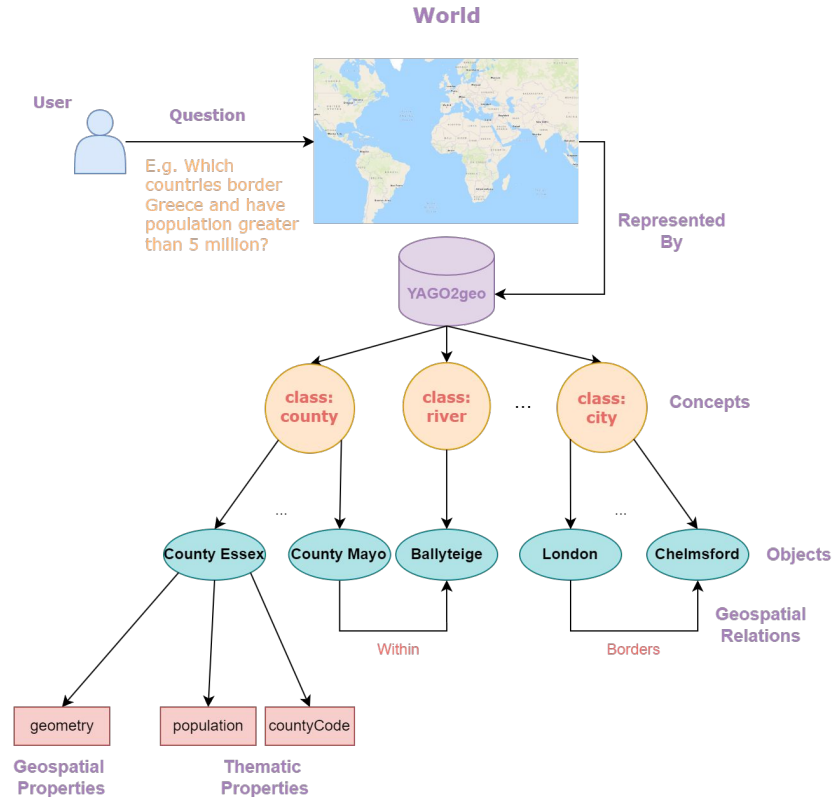 World
User
Question
E.g. Which
countries border
Greece and have
population greater
than 5 million?
Represented
By
YAGO2geo
class:
county
class:
river
...
class:
city
Concepts
...
...
County Essex
County Mayo
Ballyteige
London
Chelmsford
Objects
Geospatial
Relations
Within
Borders
geometry
population
countyCode
Geospatial
Properties
Thematic
Properties